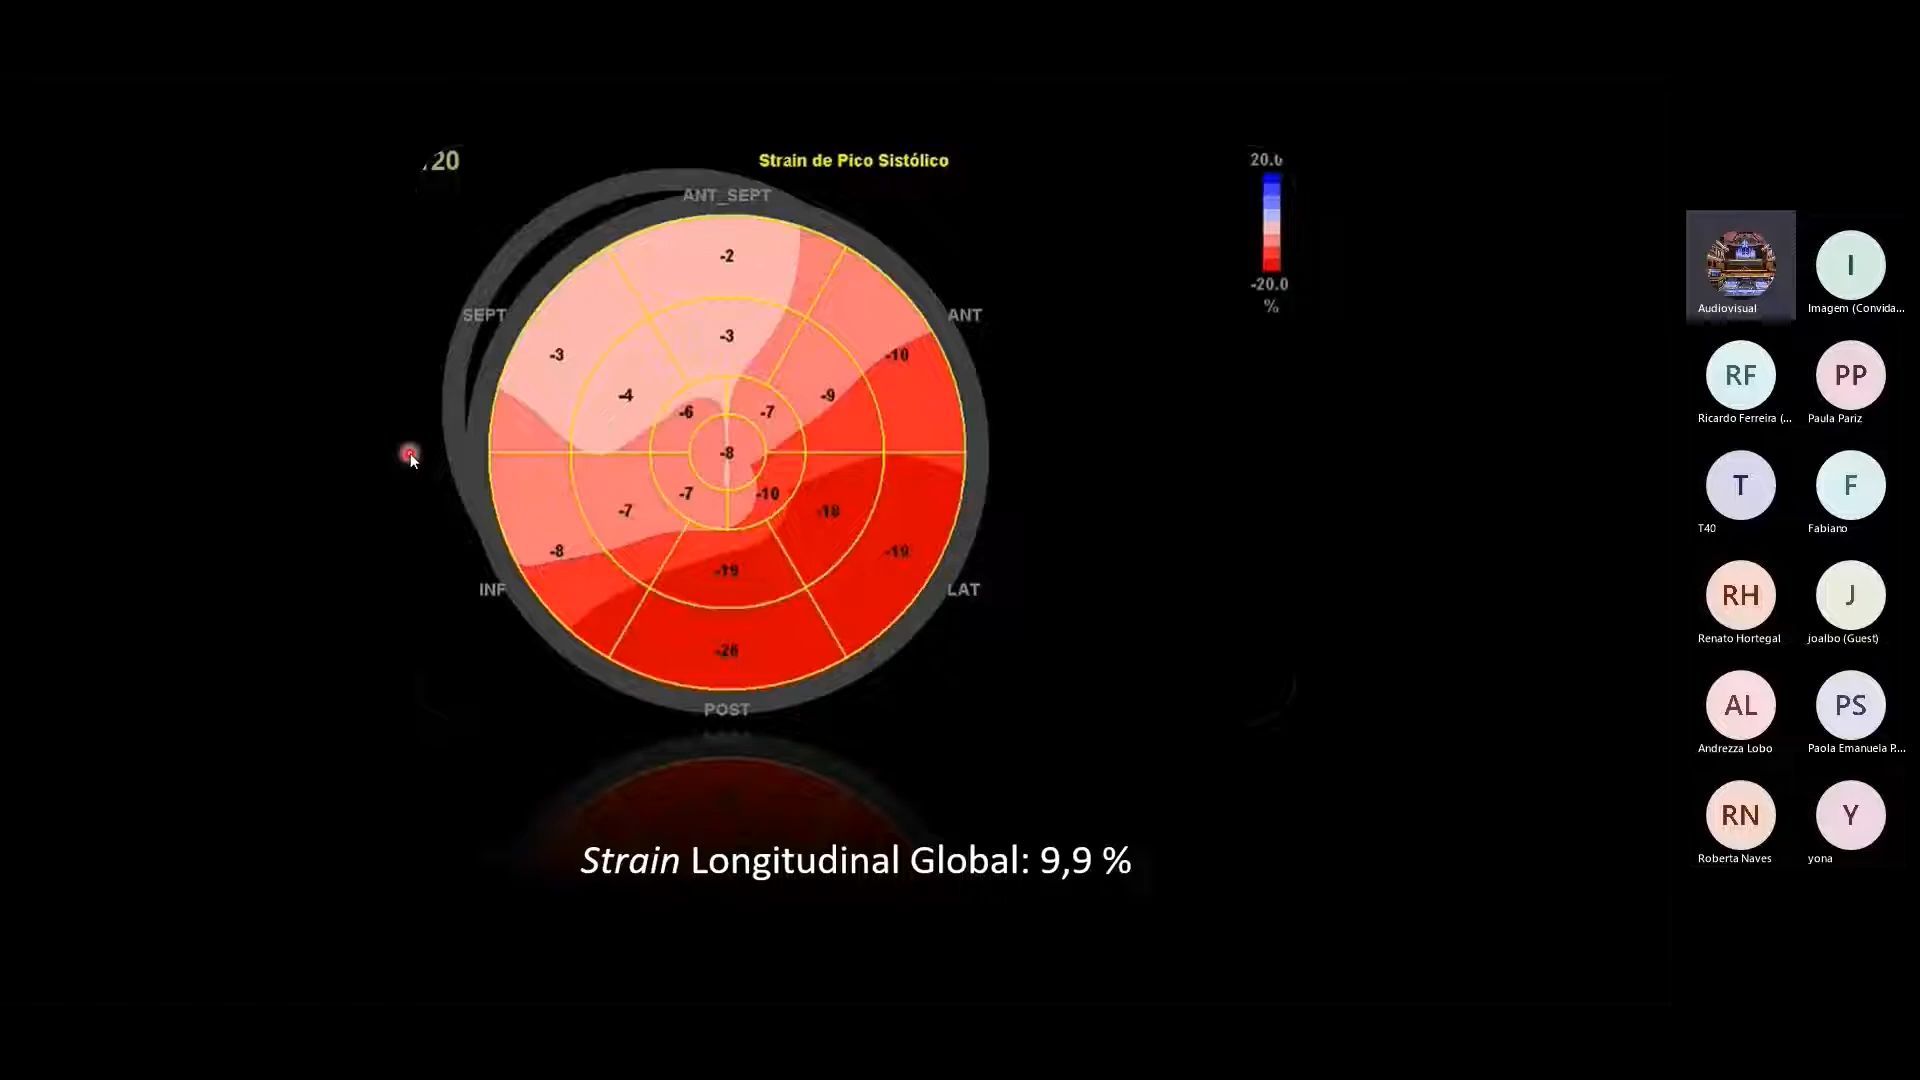 20
Strain de Pico Sistólico
20.0
-20.0
%
ANT_SEPT
SEPT
ANT
-2
-3
-3
-10
-4
-9
-6
-7
-8
-7
-10
-7
-18
-8
-19
-19
INF
LAT
-26
POST
Strain Longitudinal Global: 9,9 %
Audiovisual
I
Imagem (Convida...
RF
Ricardo Ferreira (...
PP
Paula Pariz
T
T40
F
Fabiano
RH
Renato Hortegal
J
joalbo (Guest)
AL
Andrezza Lobo
PS
Paola Emanuela P....
RN
Roberta Naves
Y
yona